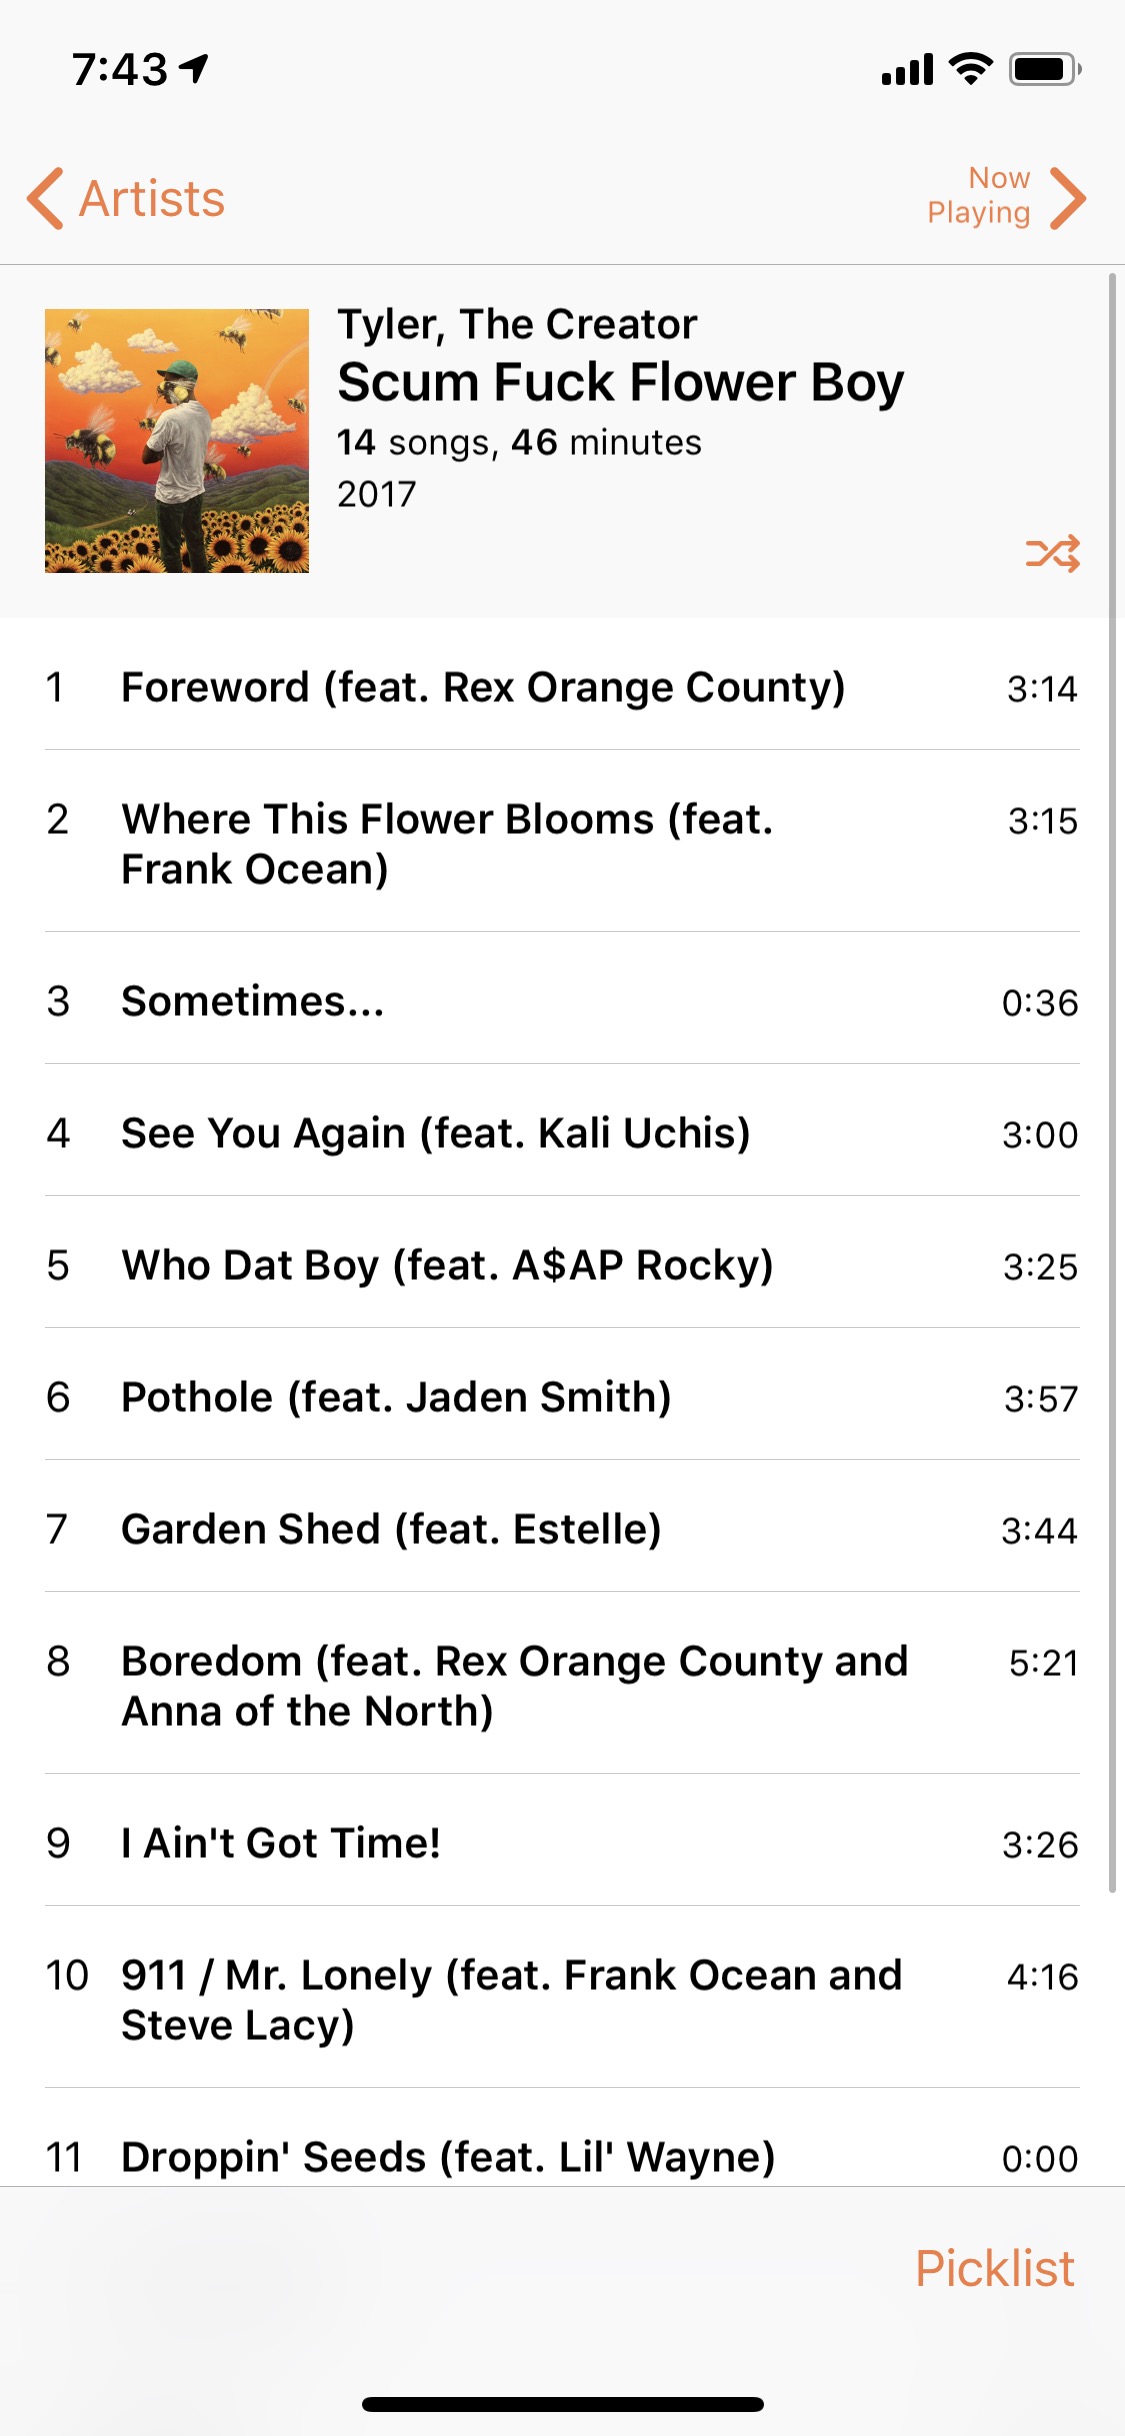 7:43
Artists
Now
Playing
Tyler, The Creator
Scum Fuck Flower Boy
14 songs, 46 minutes
2017
1 Foreword (feat. Rex Orange County) 3:14
2 Where This Flower Blooms (feat. 3:15
Frank Ocean)
3 Sometimes... 0:36
4 See You Again (feat. Kali Uchis) 3:00
5 Who Dat Boy (feat. A$AP Rocky) 3:25
6 Pothole (feat. Jaden Smith) 3:57
7 Garden Shed (feat. Estelle) 3:44
8 Boredom (feat. Rex Orange County and 5:21
Anna of the North)
9 I Ain't Got Time! 3:26
10 911 / Mr. Lonely (feat. Frank Ocean and 4:16
Steve Lacy)
11 Droppin' Seeds (feat. Lil' Wayne) 0:00
Picklist